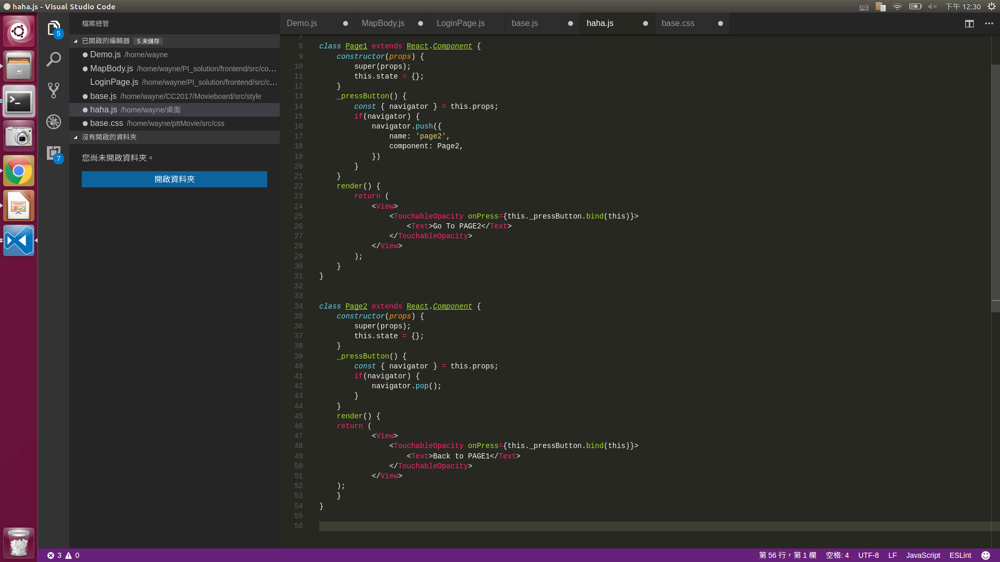 haha.js - Visual Studio Code
下午 12:30
檔案總管
5
已開啟的編輯器 5 未儲存
Demo.js /home/wayne
MapBody.js /home/wayne/PI_solution/frontend/src/co...
LoginPage.js /home/wayne/PI_solution/frontend/src/c...
base.js /home/wayne/CC2017/Movieboard/src/style
haha.js /home/wayne/桌面
base.css /home/wayne/pttMovie/src/css
沒有開啟的資料夾
7
您尚未開啟資料夾。
開啟資料夾
Demo.js MapBody.js LoginPage.js base.js haha.js base.css
7
8 class Page1 extends React.Component {
9     constructor(props) {
10         super(props);
11         this.state = {};
12     }
13     _pressButton() {
14         const { navigator } = this.props;
15         if(navigator) {
16             navigator.push({
17                 name: 'page2',
18                 component: Page2,
19             })
20         }
21     }
22     render() {
23         return (
24             <View>
25                 <TouchableOpacity onPress={this._pressButton.bind(this)}>
26                     <Text>Go To PAGE2</Text>
27                 </TouchableOpacity>
28             </View>
29         );
30     }
31 }
32
33
34 class Page2 extends React.Component {
35     constructor(props) {
36         super(props);
37         this.state = {};
38     }
39     _pressButton() {
40         const { navigator } = this.props;
41         if(navigator) {
42             navigator.pop();
43         }
44     }
45     render() {
46     return (
47             <View>
48                 <TouchableOpacity onPress={this._pressButton.bind(this)}>
49                     <Text>Back to PAGE1</Text>
50                 </TouchableOpacity>
51             </View>
52     );
53     }
54 }
55
56
3 0
第 56 行，第 1 欄 空格: 4 UTF-8 LF JavaScript ESLint